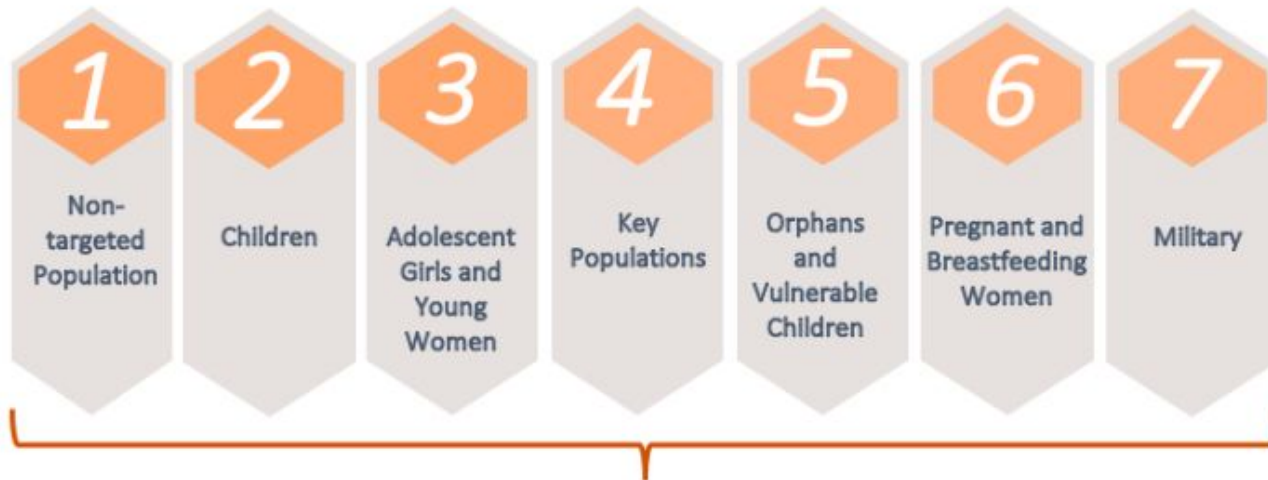 1
Non-
targeted
Population
2
Children
3
Adolescent
Girls and
Young
Women
4
Key
Populations
5
Orphans
and
Vulnerable
Children
6
Pregnant and
Breastfeeding
Women
7
Military